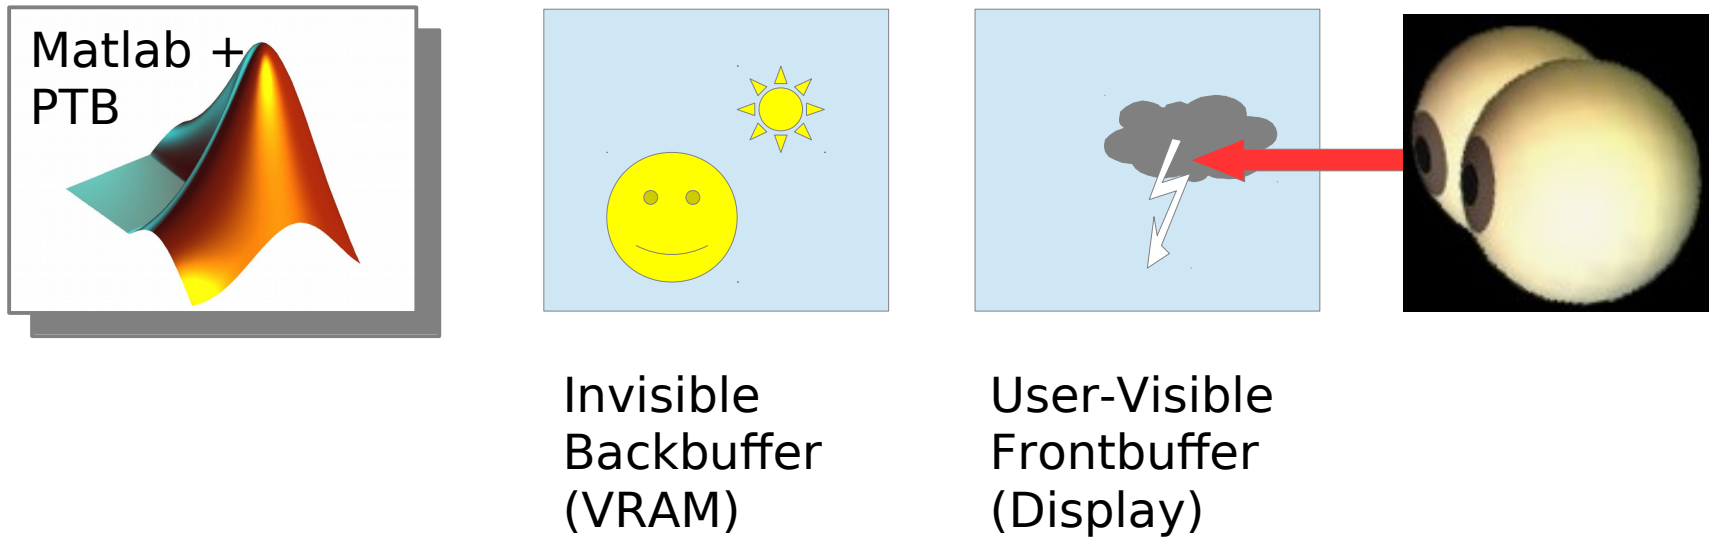 Matlab +
PTB
Invisible
Backbuffer
(VRAM)
User-Visible
Frontbuffer
(Display)